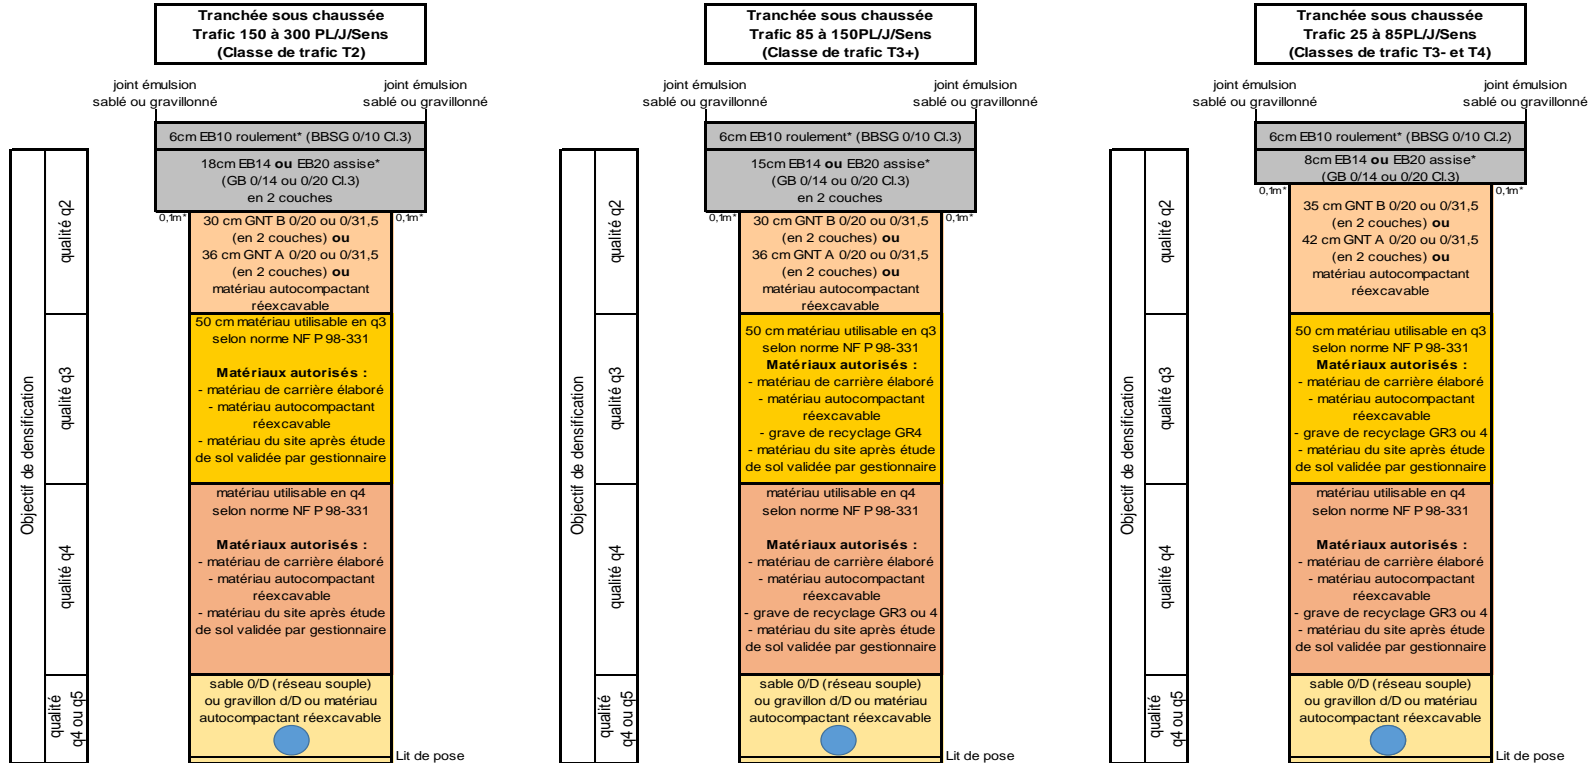 Tranchée sous chaussée
Trafic 150 à 300 PL/J/Sens
(Classe de trafic T2)
joint émulsion
sablé ou gravillonné
joint émulsion
sablé ou gravillonné
6cm EB10 roulement* (BBSG 0/10 Cl.3)
18cm EB14 ou EB20 assise*
(GB 0/14 ou 0/20 Cl.3)
en 2 couches
0,1m*
0,1m*
30 cm GNT B 0/20 ou 0/31,5
(en 2 couches) ou
36 cm GNT A 0/20 ou 0/31,5
(en 2 couches) ou
matériau autocompactant
réexcavable
50 cm matériau utilisable en q3
selon norme NF P 98-331
Matériaux autorisés :
- matériau de carrière élaboré
- matériau autocompactant
réexcavable
- matériau du site après étude
de sol validée par gestionnaire
matériau utilisable en q4
selon norme NF P 98-331
Matériaux autorisés :
- matériau de carrière élaboré
- matériau autocompactant
réexcavable
- matériau du site après étude
de sol validée par gestionnaire
sable 0/D (réseau souple)
ou gravillon d/D ou matériau
autocompactant réexcavable
Lit de pose
Objectif de densification
qualité q2
qualité q3
qualité q4
qualité
q4 ou q5
Tranchée sous chaussée
Trafic 85 à 150PL/J/Sens
(Classe de trafic T3+)
joint émulsion
sablé ou gravillonné
joint émulsion
sablé ou gravillonné
6cm EB10 roulement* (BBSG 0/10 Cl.3)
15cm EB14 ou EB20 assise*
(GB 0/14 ou 0/20 Cl.3)
en 2 couches
0,1m*
0,1m*
30 cm GNT B 0/20 ou 0/31,5
(en 2 couches) ou
36 cm GNT A 0/20 ou 0/31,5
(en 2 couches) ou
matériau autocompactant
réexcavable
50 cm matériau utilisable en q3
selon norme NF P 98-331
Matériaux autorisés :
- matériau de carrière élaboré
- matériau autocompactant
réexcavable
- grave de recyclage GR4
- matériau du site après étude
de sol validée par gestionnaire
matériau utilisable en q4
selon norme NF P 98-331
Matériaux autorisés :
- matériau de carrière élaboré
- matériau autocompactant
réexcavable
- grave de recyclage GR3 ou 4
- matériau du site après étude
de sol validée par gestionnaire
sable 0/D (réseau souple)
ou gravillon d/D ou matériau
autocompactant réexcavable
Lit de pose
Objectif de densification
qualité q2
qualité q3
qualité q4
qualité
q4 ou q5
Tranchée sous chaussée
Trafic 25 à 85PL/J/Sens
(Classes de trafic T3- et T4)
joint émulsion
sablé ou gravillonné
joint émulsion
sablé ou gravillonné
6cm EB10 roulement* (BBSG 0/10 Cl.2)
8cm EB14 ou EB20 assise*
(GB 0/14 ou 0/20 Cl.3)
0,1m*
0,1m*
35 cm GNT B 0/20 ou 0/31,5
(en 2 couches) ou
42 cm GNT A 0/20 ou 0/31,5
(en 2 couches) ou
matériau autocompactant
réexcavable
50 cm matériau utilisable en q3
selon norme NF P 98-331
Matériaux autorisés :
- matériau de carrière élaboré
- matériau autocompactant
réexcavable
- grave de recyclage GR3 ou 4
- matériau du site après étude
de sol validée par gestionnaire
matériau utilisable en q4
selon norme NF P 98-331
Matériaux autorisés :
- matériau de carrière élaboré
- matériau autocompactant
réexcavable
- grave de recyclage GR3 ou 4
- matériau du site après étude
de sol validée par gestionnaire
sable 0/D (réseau souple)
ou gravillon d/D ou matériau
autocompactant réexcavable
Lit de pose
Objectif de densification
qualité q2
qualité q3
qualité q4
qualité
q4 ou q5